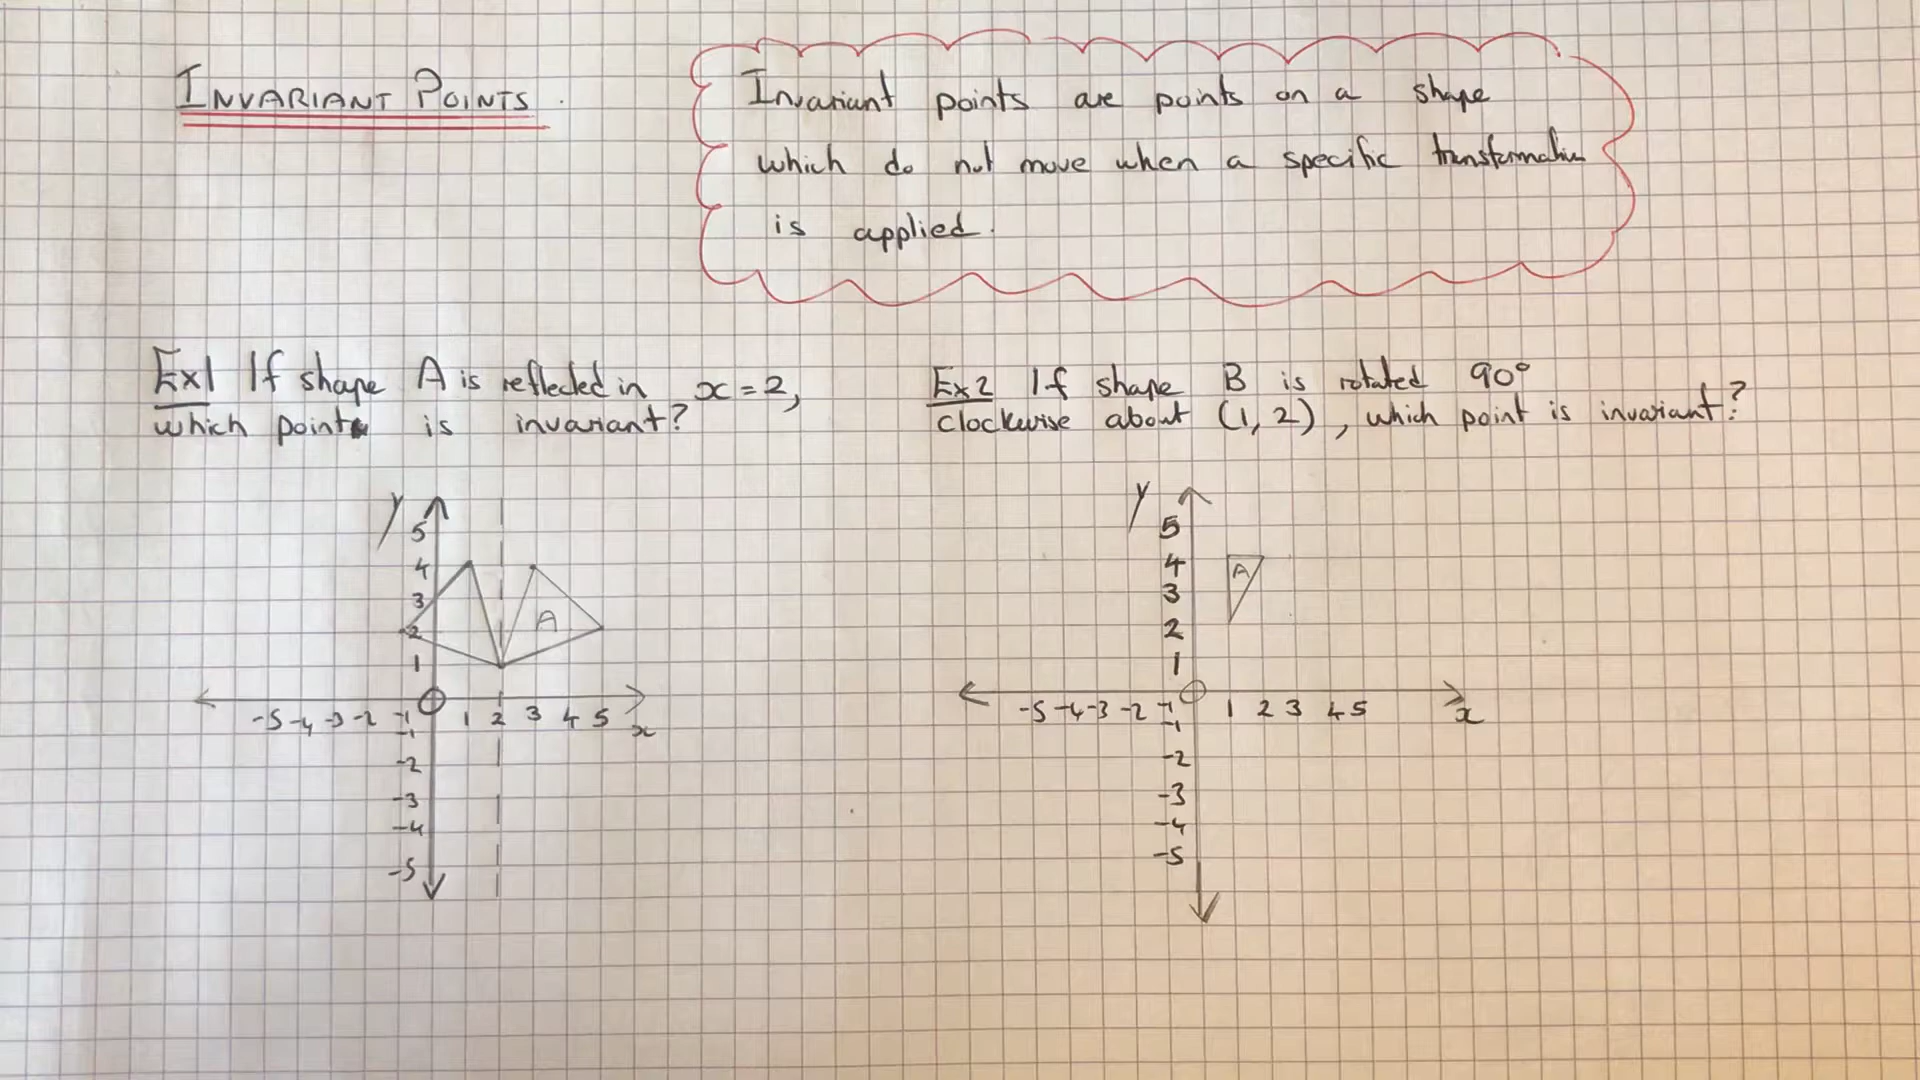 INVARIANT POINTS.
Invariant points are points on a shape
which do not move when a specific transformation
is applied.
Ex1 If shape A is reflected in x = 2,
which point is invariant?
Ex2 If shape B is rotated 90°
clockwise about (1, 2), which point is invariant?
y
5
4
3
2
1
A
O
-5 -4 -3 -2 -1 1 2 3 4 5 x
-1
-2
-3
-4
-5
y
5
4
3
2
1
A
O
-5 -4 -3 -2 -1 1 2 3 4 5 x
-1
-2
-3
-4
-5